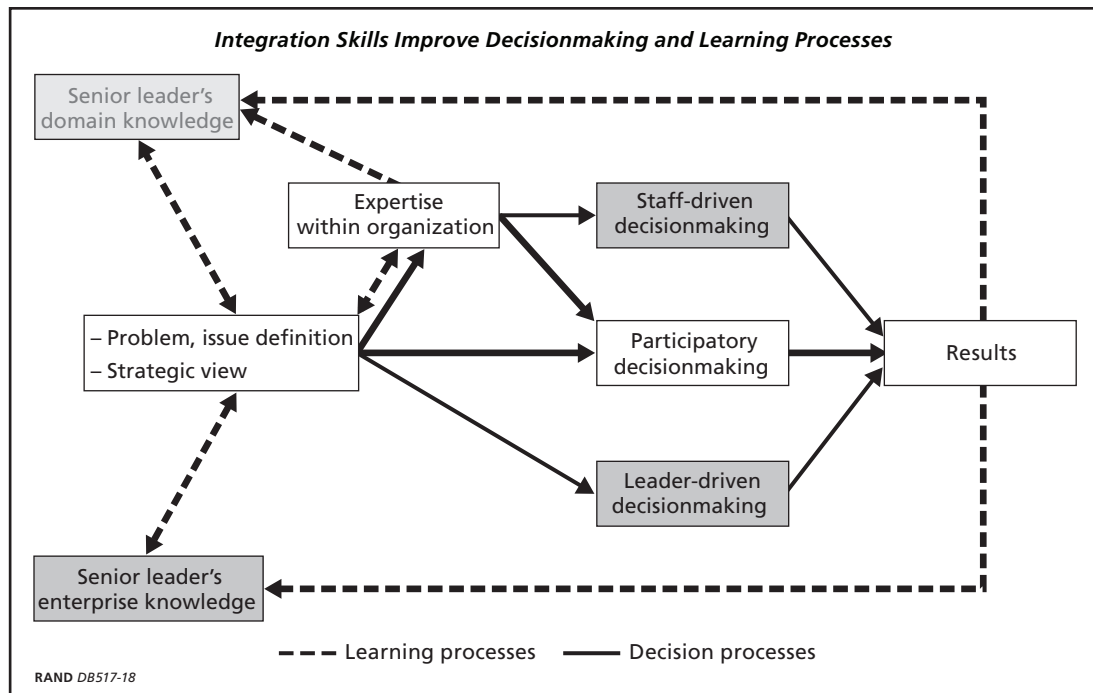 Integration Skills Improve Decisionmaking and Learning Processes
Senior leader's
domain knowledge
Expertise
within organization
Staff-driven
decisionmaking
– Problem, issue definition
– Strategic view
Participatory
decisionmaking
Results
Leader-driven
decisionmaking
Senior leader's
enterprise knowledge
Learning processes
Decision processes
RAND DB517-18